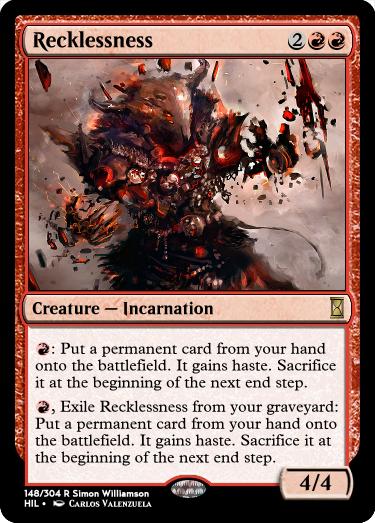 Recklessness 2
Creature — Incarnation
: Put a permanent card from your hand
onto the battlefield. It gains haste. Sacrifice
it at the beginning of the next end step.
, Exile Recklessness from your graveyard:
Put a permanent card from your hand onto
the battlefield. It gains haste. Sacrifice it at
the beginning of the next end step.
4/4
148/304 R Simon Williamson
HIL • Carlos Valenzuela